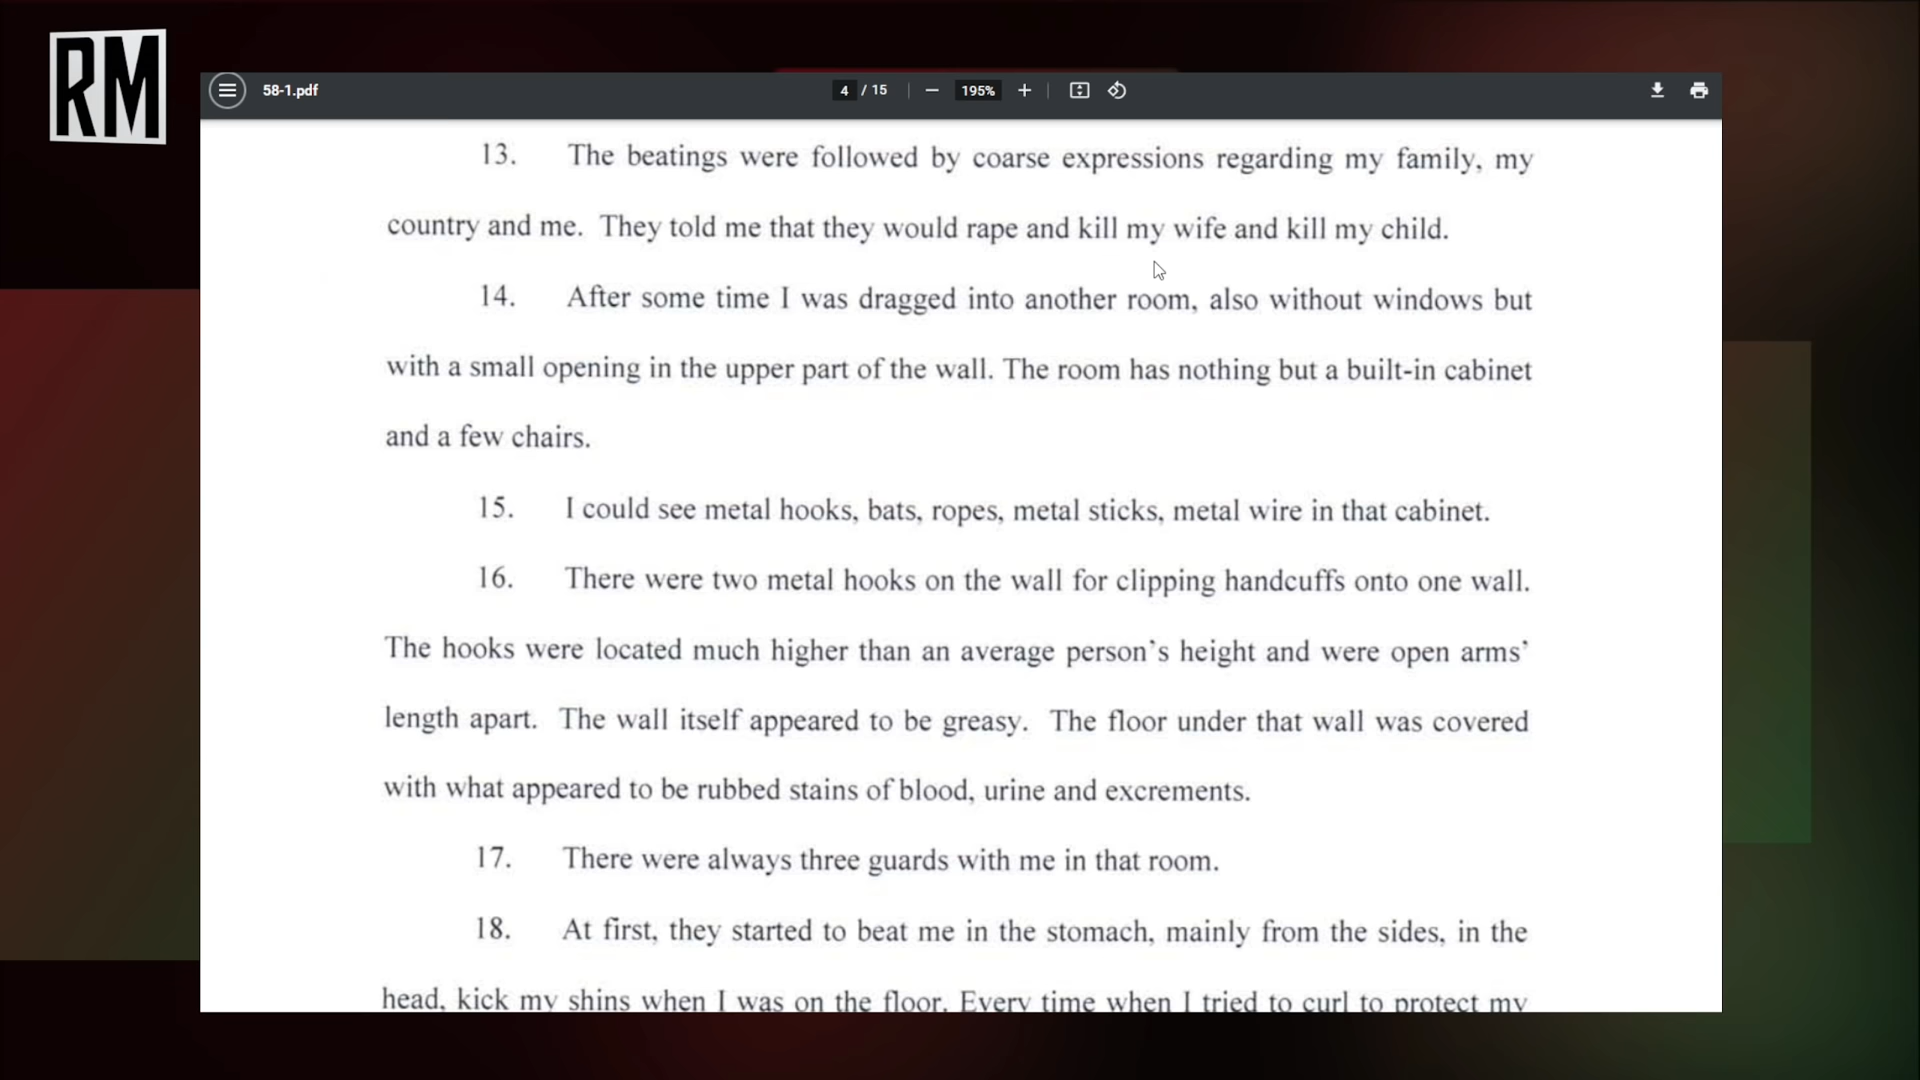 RM
58-1.pdf 4 / 15 195%
13. The beatings were followed by coarse expressions regarding my family, my
country and me. They told me that they would rape and kill my wife and kill my child.
14. After some time I was dragged into another room, also without windows but
with a small opening in the upper part of the wall. The room has nothing but a built-in cabinet
and a few chairs.
15. I could see metal hooks, bats, ropes, metal sticks, metal wire in that cabinet.
16. There were two metal hooks on the wall for clipping handcuffs onto one wall.
The hooks were located much higher than an average person's height and were open arms'
length apart. The wall itself appeared to be greasy. The floor under that wall was covered
with what appeared to be rubbed stains of blood, urine and excrements.
17. There were always three guards with me in that room.
18. At first, they started to beat me in the stomach, mainly from the sides, in the
head, kick my shins when I was on the floor. Every time when I tried to curl to protect my